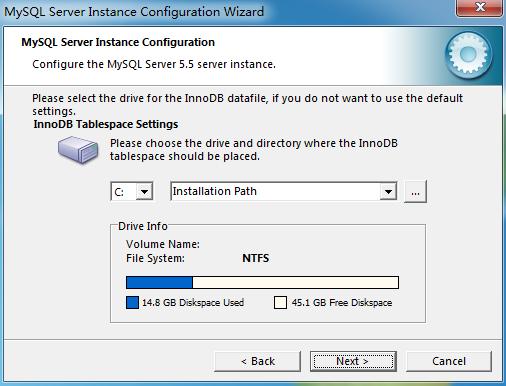 MySQL Server Instance Configuration Wizard
MySQL Server Instance Configuration
Configure the MySQL Server 5.5 server instance.
Please select the drive for the InnoDB datafile, if you do not want to use the default
settings.
InnoDB Tablespace Settings
Please choose the drive and directory where the InnoDB
tablespace should be placed.
C: Installation Path ...
Drive Info
Volume Name:
File System: NTFS
14.8 GB Diskspace Used 45.1 GB Free Diskspace
< Back Next > Cancel